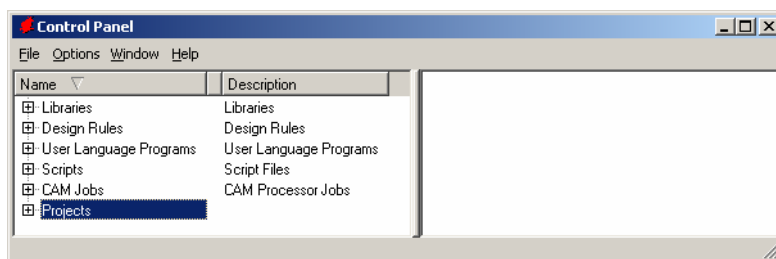 Control Panel
File Options Window Help
Name Description
Libraries Libraries
Design Rules Design Rules
User Language Programs User Language Programs
Scripts Script Files
CAM Jobs CAM Processor Jobs
Projects